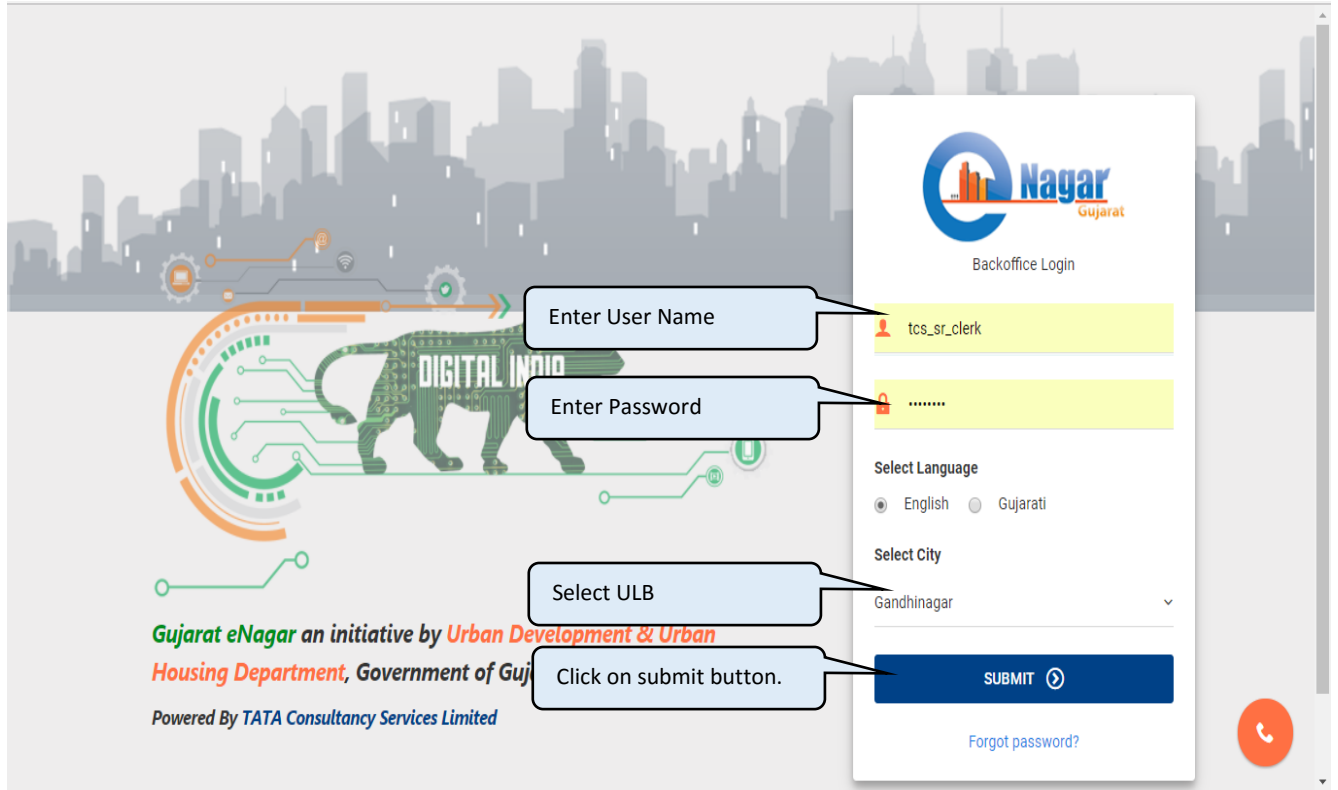 Nagar
Gujarat
Backoffice Login
Enter User Name
tcs_sr_clerk
DIGITAL INDIA
Enter Password
••••••••
Select Language
English Gujarati
Select City
Select ULB
Gandhinagar
Gujarat eNagar an initiative by Urban Development & Urban
Housing Department, Government of Guj
Click on submit button.
SUBMIT
Powered By TATA Consultancy Services Limited
Forgot password?